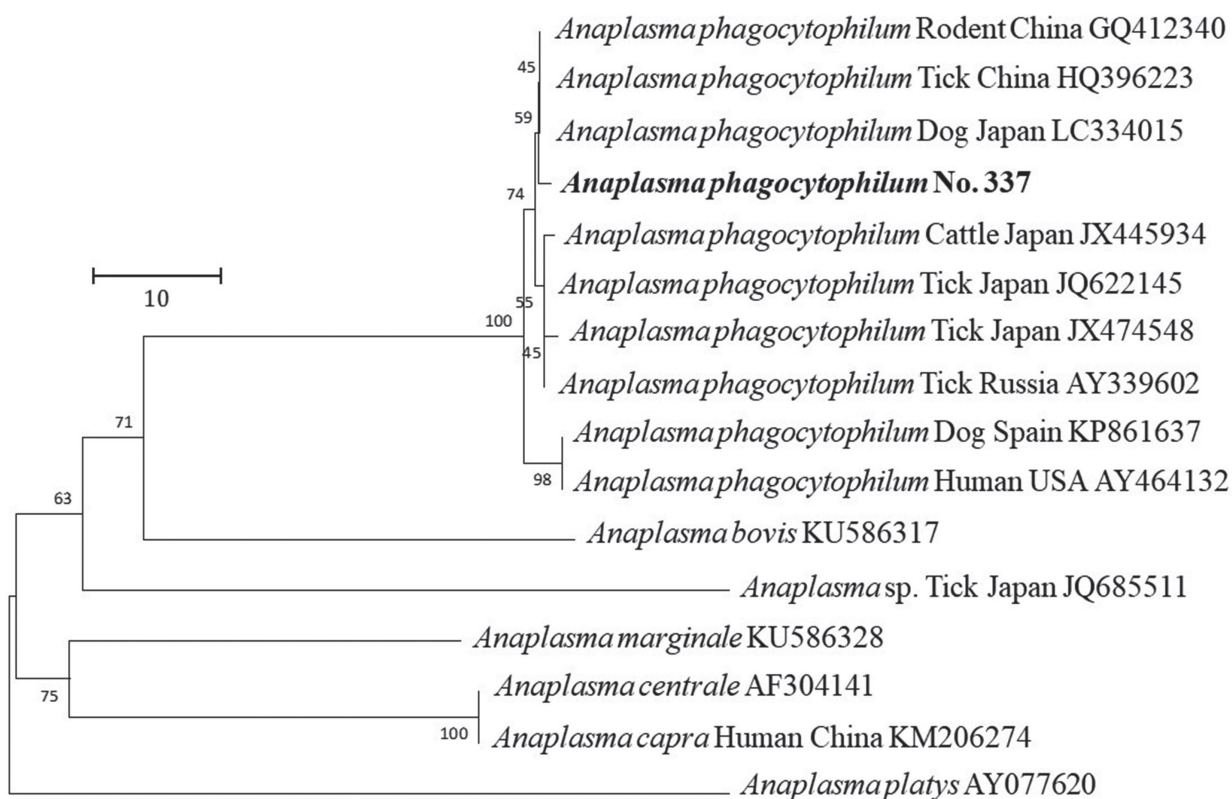 Anaplasma phagocytophilum Rodent China GQ412340
45
Anaplasma phagocytophilum Tick China HQ396223
59
Anaplasma phagocytophilum Dog Japan LC334015
Anaplasma phagocytophilum No. 337
74
Anaplasma phagocytophilum Cattle Japan JX445934
Anaplasma phagocytophilum Tick Japan JQ622145
10
55
100
Anaplasma phagocytophilum Tick Japan JX474548
45
Anaplasma phagocytophilum Tick Russia AY339602
71
Anaplasma phagocytophilum Dog Spain KP861637
98
Anaplasma phagocytophilum Human USA AY464132
63
Anaplasma bovis KU586317
Anaplasma sp. Tick Japan JQ685511
Anaplasma marginale KU586328
75
Anaplasma centrale AF304141
100
Anaplasma capra Human China KM206274
Anaplasma platys AY077620